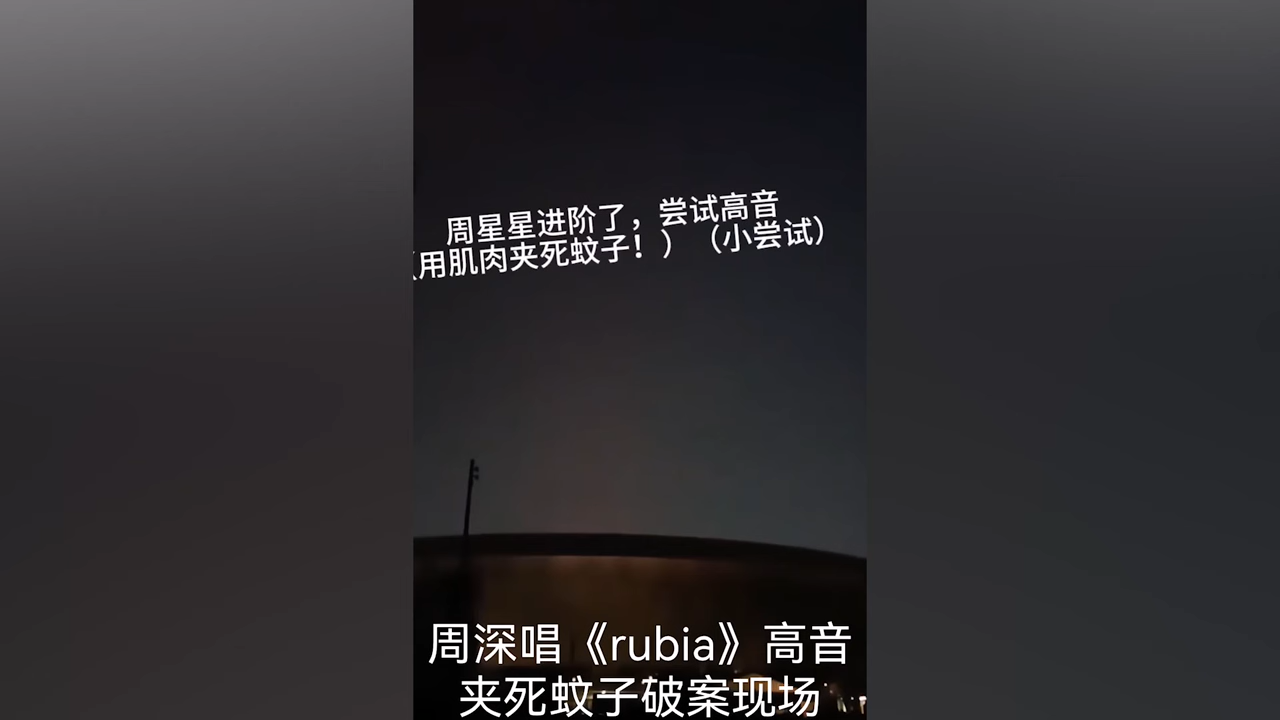 周星星进阶了，尝试高音
（用肌肉夹死蚊子！）（小尝试）
周深唱《rubia》高音
夹死蚊子破案现场